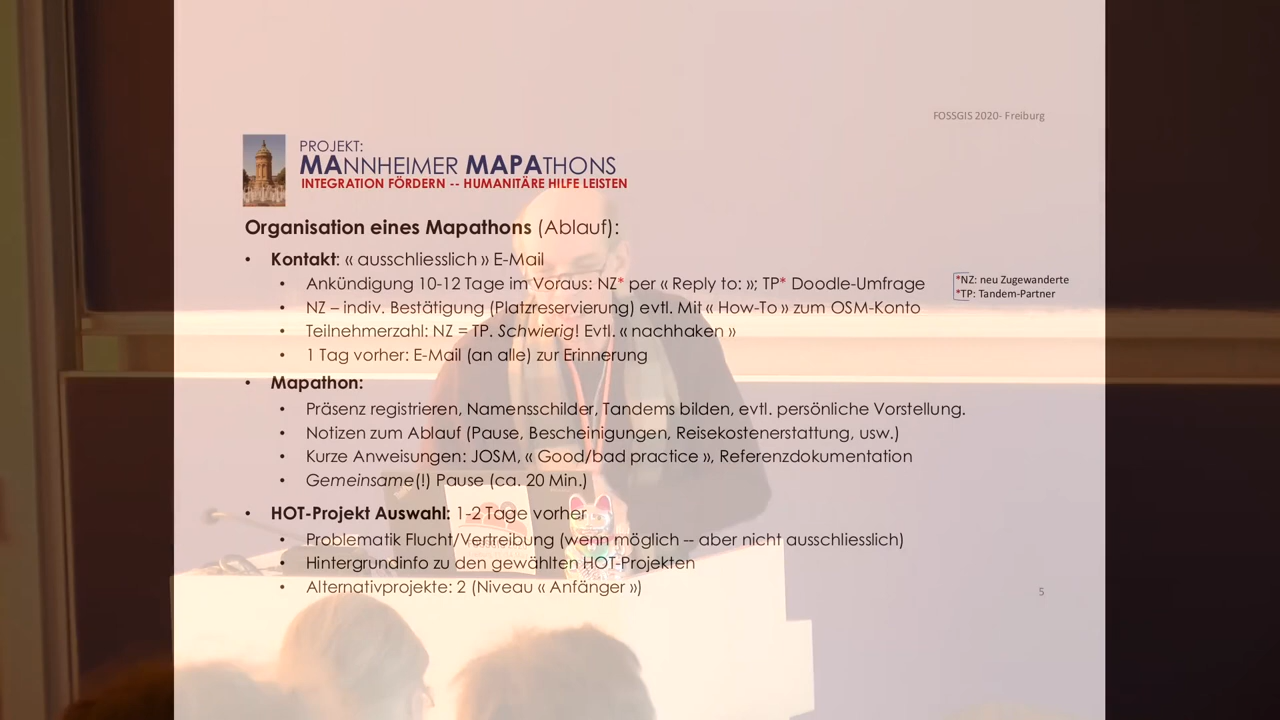 FOSSGIS 2020- Freiburg
PROJEKT:
MANNHEIMER MAPATHONS
INTEGRATION FÖRDERN -- HUMANITÄRE HILFE LEISTEN
Organisation eines Mapathons (Ablauf):
• Kontakt: « ausschliesslich » E-Mail
• Ankündigung 10-12 Tage im Voraus: NZ* per « Reply to: »; TP* Doodle-Umfrage
*NZ: neu Zugewanderte
*TP: Tandem-Partner
• NZ – indiv. Bestätigung (Platzreservierung) evtl. Mit « How-To » zum OSM-Konto
• Teilnehmerzahl: NZ = TP. Schwierig! Evtl. « nachhaken »
• 1 Tag vorher: E-Mail (an alle) zur Erinnerung
• Mapathon:
• Präsenz registrieren, Namensschilder, Tandems bilden, evtl. persönliche Vorstellung.
• Notizen zum Ablauf (Pause, Bescheinigungen, Reisekostenerstattung, usw.)
• Kurze Anweisungen: JOSM, « Good/bad practice », Referenzdokumentation
• Gemeinsame(!) Pause (ca. 20 Min.)
• HOT-Projekt Auswahl: 1-2 Tage vorher
• Problematik Flucht/Vertreibung (wenn möglich -- aber nicht ausschliesslich)
• Hintergrundinfo zu den gewählten HOT-Projekten
• Alternativprojekte: 2 (Niveau « Anfänger »)
5